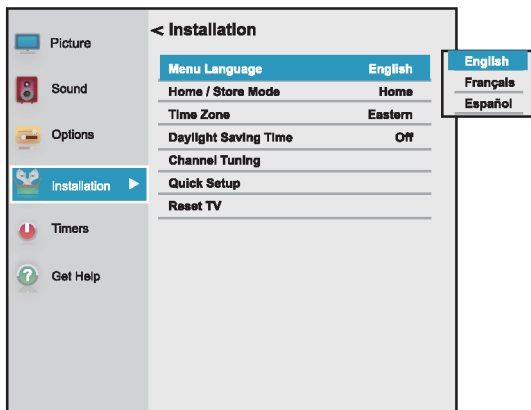 Picture
Sound
Options
Installation
Timers
Get Help
< Installation
Menu Language English
Home / Store Mode Home
Time Zone Eastern
Daylight Saving Time Off
Channel Tuning
Quick Setup
Reset TV
English
Français
Español